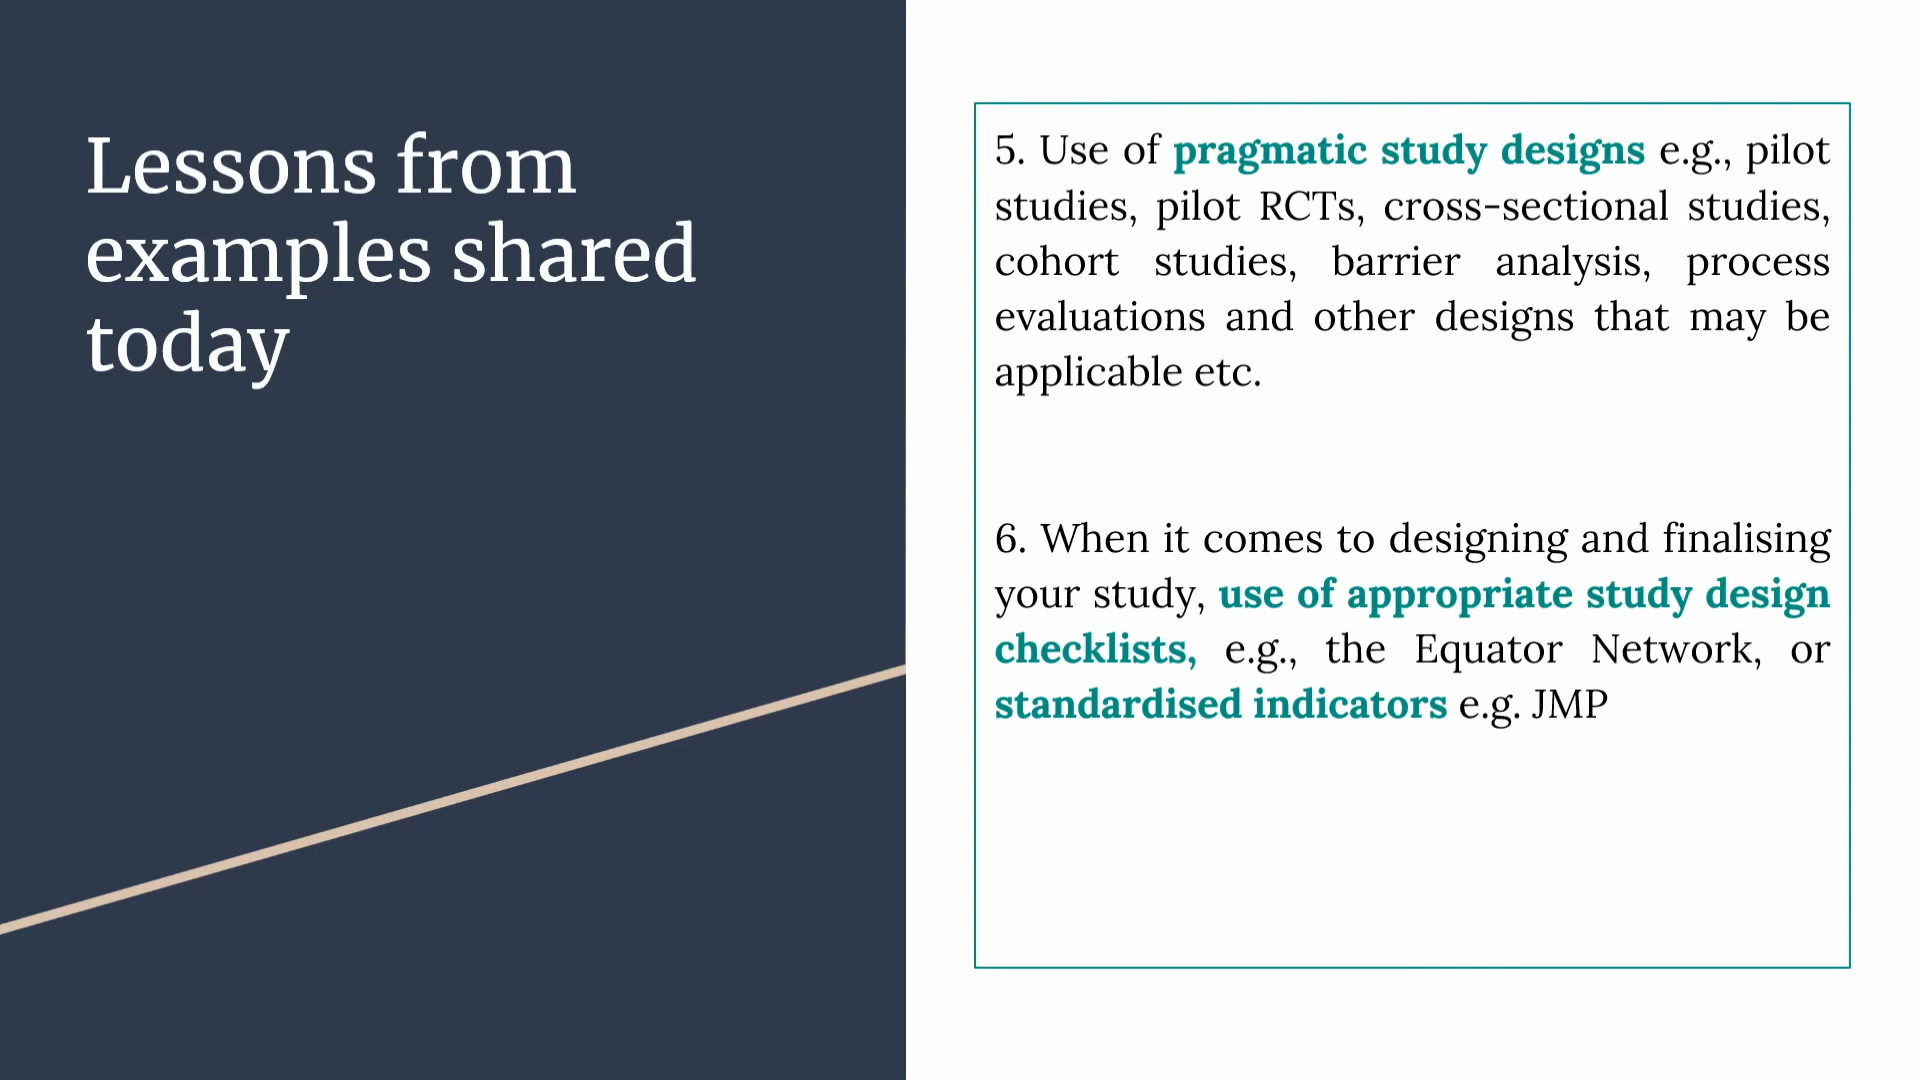 Lessons from
examples shared
today
5. Use of pragmatic study designs e.g., pilot
studies, pilot RCTs, cross-sectional studies,
cohort studies, barrier analysis, process
evaluations and other designs that may be
applicable etc.
6. When it comes to designing and finalising
your study, use of appropriate study design
checklists, e.g., the Equator Network, or
standardised indicators e.g. JMP